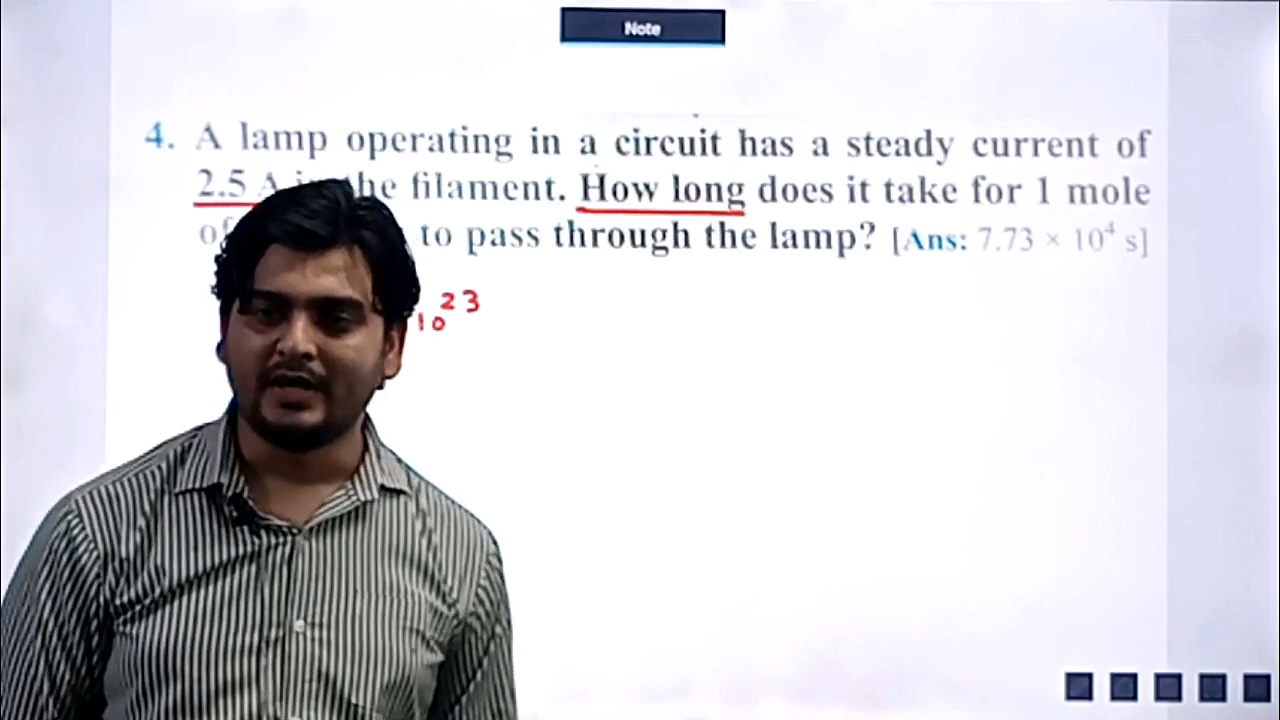 Note
4. A lamp operating in a circuit has a steady current of
2.5 A the filament. How long does it take for 1 mole
of to pass through the lamp? [Ans: 7.73 × 10⁴ s]
10²³